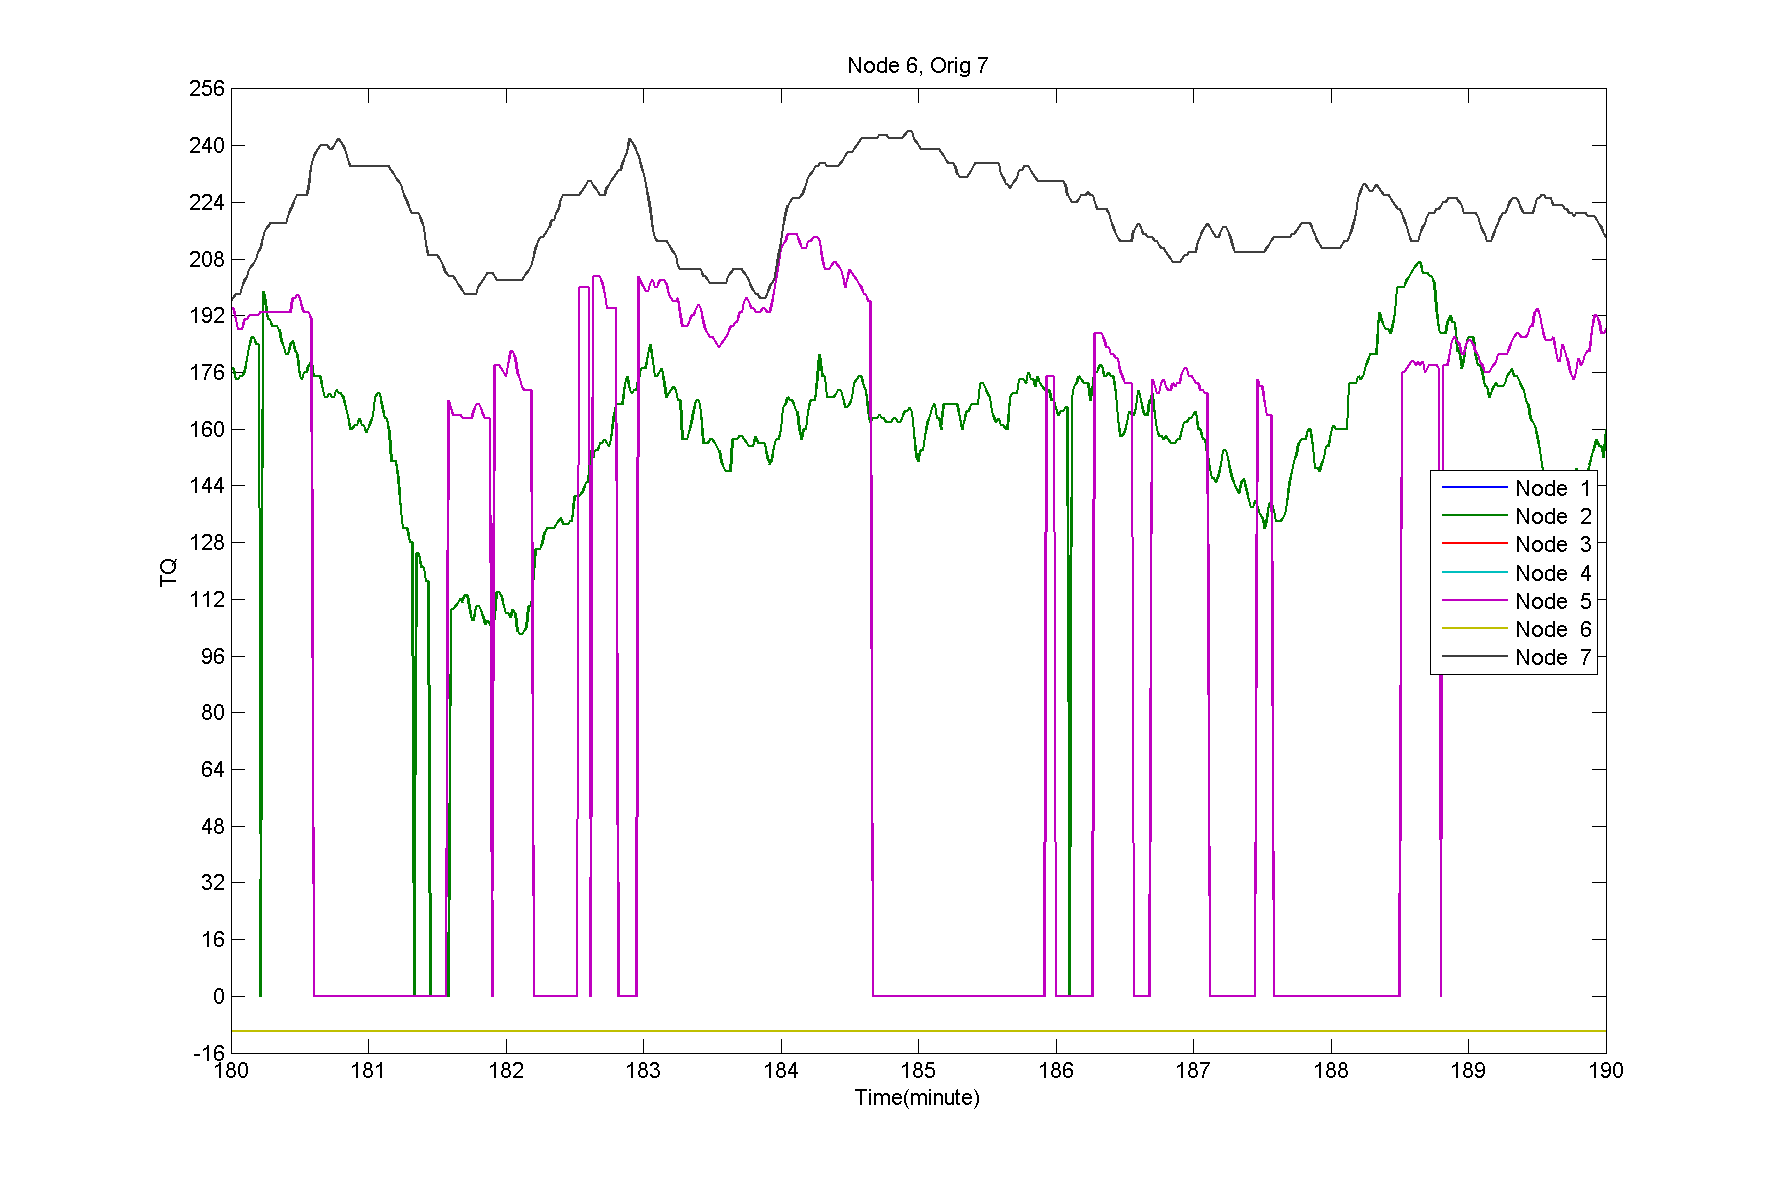 Node 6, Orig 7
256
240
224
208
192
176
160
144
128
112
96
80
64
48
32
16
0
-16
TQ
180 181 182 183 184 185 186 187 188 189 190
Time(minute)
Node 1
Node 2
Node 3
Node 4
Node 5
Node 6
Node 7